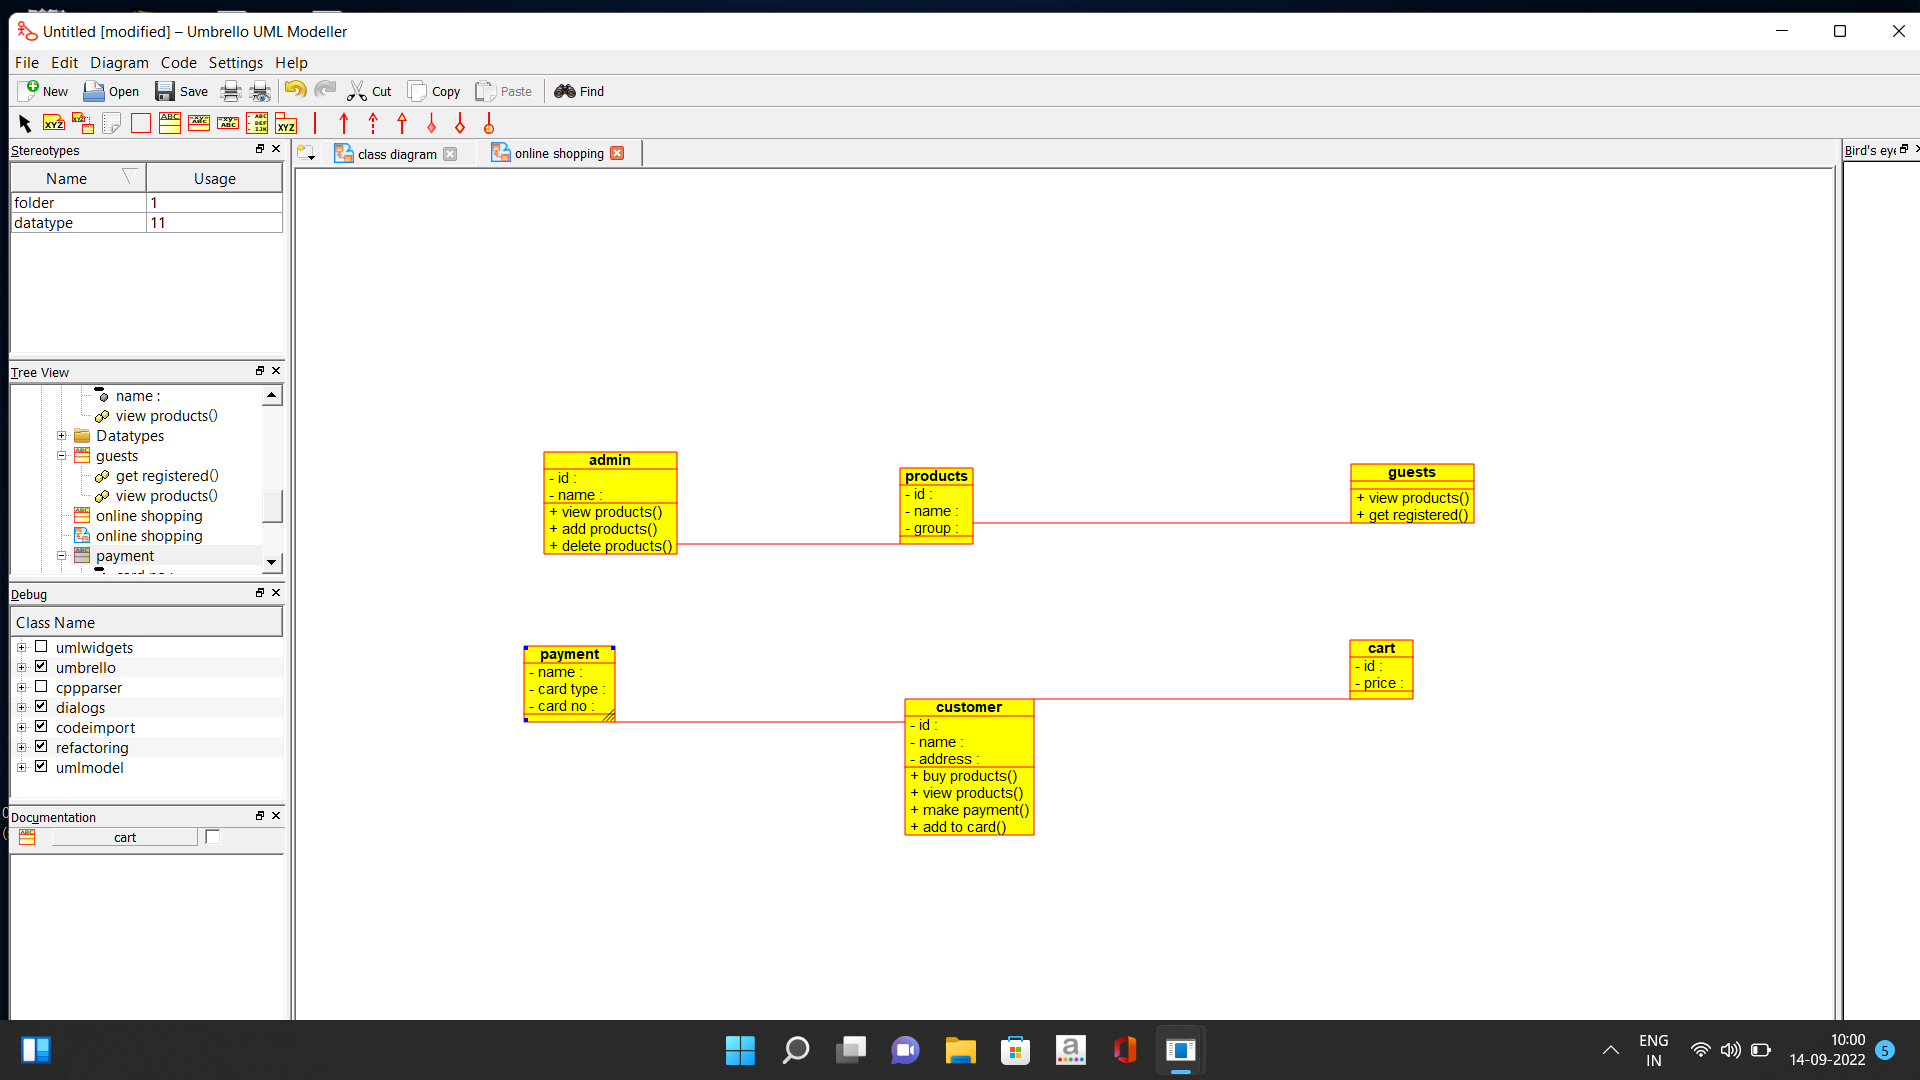 Untitled [modified] – Umbrello UML Modeller
File Edit Diagram Code Settings Help
New Open Save Cut Copy Paste Find
Stereotypes
Name Usage
folder 1
datatype 11
Tree View
name :
view products()
Datatypes
guests
get registered()
view products()
online shopping
online shopping
payment
Debug
Class Name
umlwidgets
umbrello
cppparser
dialogs
codeimport
refactoring
umlmodel
Documentation
cart
class diagram online shopping
Bird's eye
admin
- id :
- name :
+ view products()
+ add products()
+ delete products()
products
- id :
- name :
- group :
guests
+ view products()
+ get registered()
payment
- name :
- card type :
- card no :
customer
- id :
- name :
- address :
+ buy products()
+ view products()
+ make payment()
+ add to card()
cart
- id :
- price :
ENG
IN
10:00
14-09-2022
5